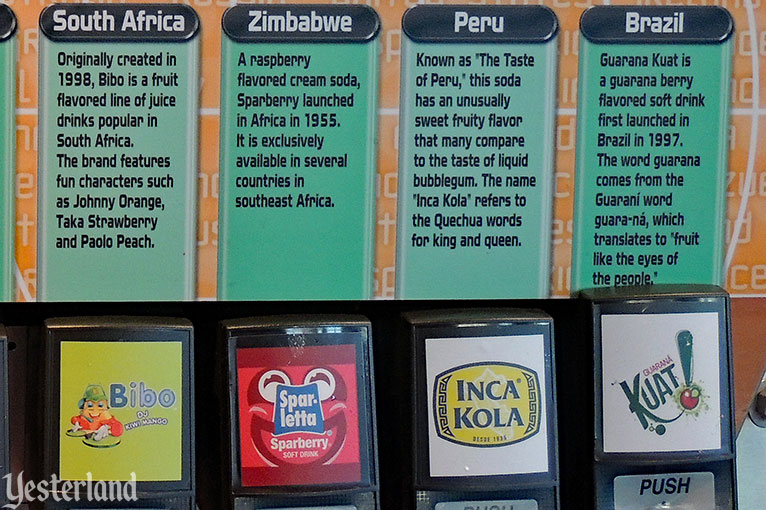 South Africa
Originally created in
1998, Bibo is a fruit
flavored line of juice
drinks popular in
South Africa.
The brand features
fun characters such
as Johnny Orange,
Taka Strawberry
and Paolo Peach.
Zimbabwe
A raspberry
flavored cream soda,
Sparberry launched
in Africa in 1955.
It is exclusively
available in several
countries in
southeast Africa.
Peru
Known as "The Taste
of Peru," this soda
has an unusually
sweet fruity flavor
that many compare
to the taste of liquid
bubblegum. The name
"Inca Kola" refers to
the Quechua words
for king and queen.
Brazil
Guarana Kuat is
a guarana berry
flavored soft drink
first launched in
Brazil in 1997.
The word guarana
comes from the
Guaraní word
guara-ná, which
translates to "fruit
like the eyes of
the people."
Bibo
DJ
KIWI MANGO
Spar-
letta
Sparberry
SOFT DRINK
INCA
KOLA
DESDE 1935
GUARANÁ
KUAT!
PUSH
PUSH
Yesterland